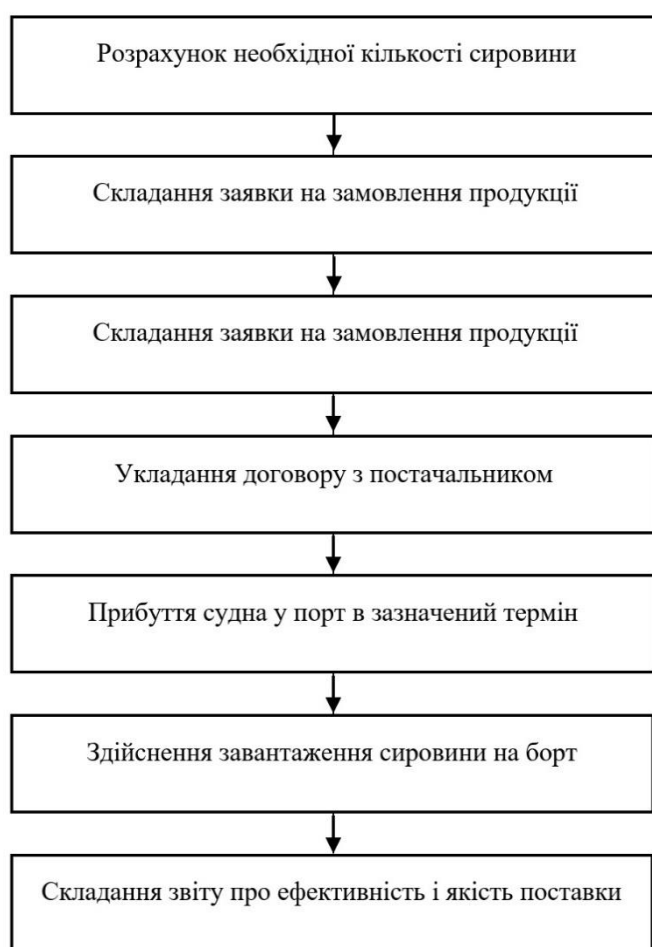 Розрахунок необхідної кількості сировини
Складання заявки на замовлення продукції
Складання заявки на замовлення продукції
Укладання договору з постачальником
Прибуття судна у порт в зазначений термін
Здійснення завантаження сировини на борт
Складання звіту про ефективність і якість поставки